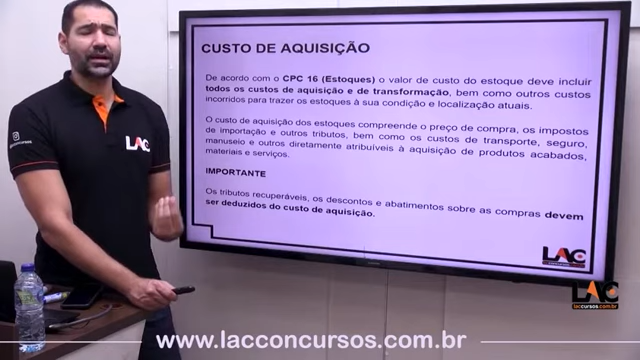 CUSTO DE AQUISIÇÃO
De acordo com o CPC 16 (Estoques) o valor de custo do estoque deve incluir
todos os custos de aquisição e de transformação, bem como outros custos
incorridos para trazer os estoques à sua condição e localização atuais.
O custo de aquisição dos estoques compreende o preço de compra, os impostos
de importação e outros tributos, bem como os custos de transporte, seguro,
manuseio e outros diretamente atribuíveis à aquisição de produtos acabados,
materiais e serviços.
IMPORTANTE
Os tributos recuperáveis, os descontos e abatimentos sobre as compras devem
ser deduzidos do custo de aquisição.
LAC
LAC
LAC
laccursos.com.br
www.lacconcursos.com.br